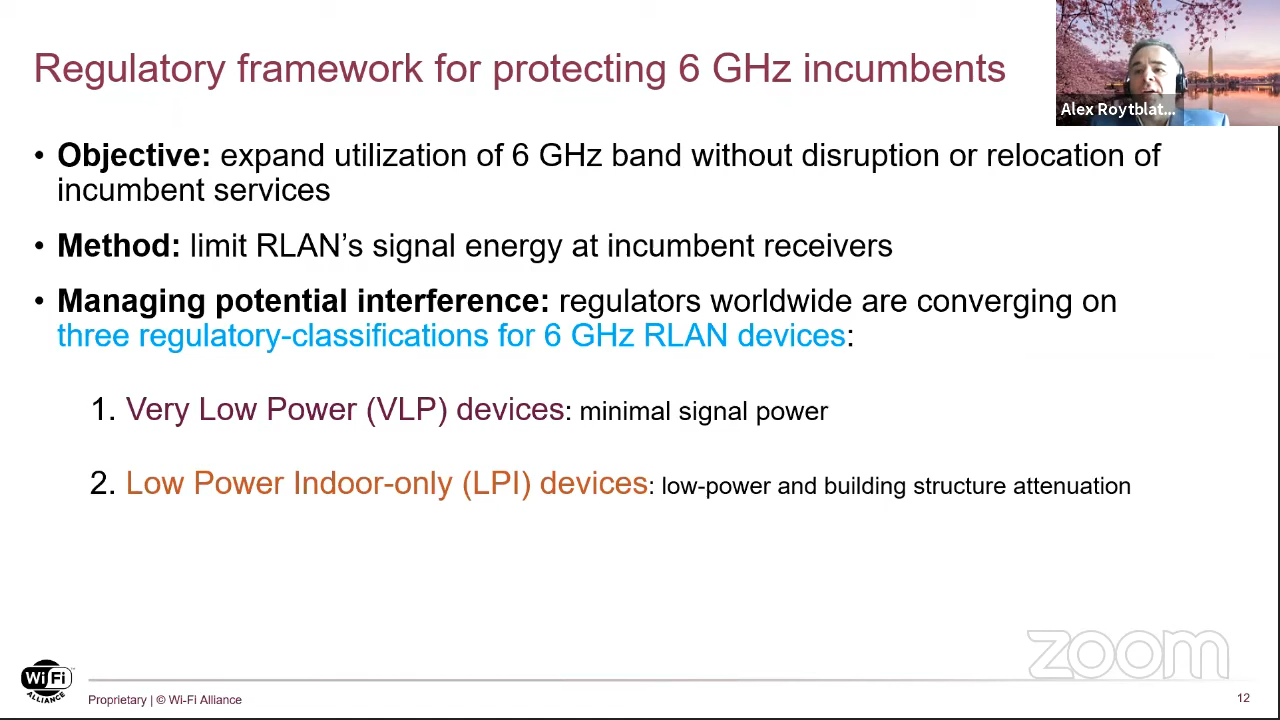 Regulatory framework for protecting 6 GHz incumbents
Alex Roytblat...
• Objective: expand utilization of 6 GHz band without disruption or relocation of
incumbent services
• Method: limit RLAN’s signal energy at incumbent receivers
• Managing potential interference: regulators worldwide are converging on
three regulatory-classifications for 6 GHz RLAN devices:
1. Very Low Power (VLP) devices: minimal signal power
2. Low Power Indoor-only (LPI) devices: low-power and building structure attenuation
zoom
Wi Fi
ALLIANCE
Proprietary | © Wi-Fi Alliance
12